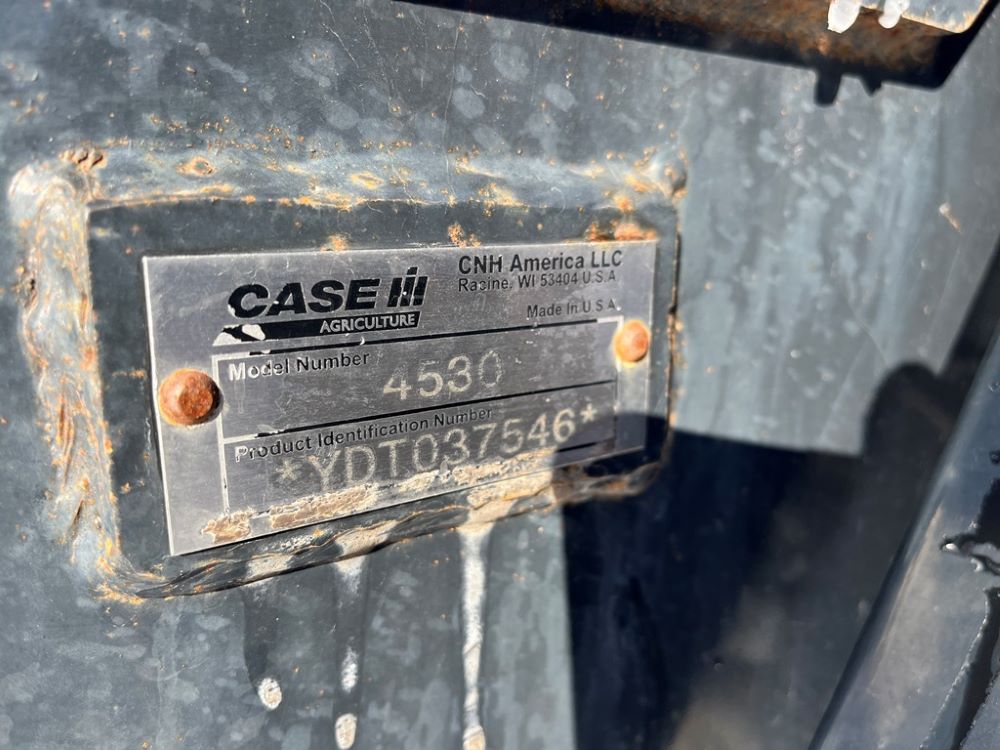 CASE IH
AGRICULTURE
CNH America LLC
Racine, WI 53404 U.S.A.
Made In U.S.A.
Model Number
4530
Product Identification Number
*YDT037546*